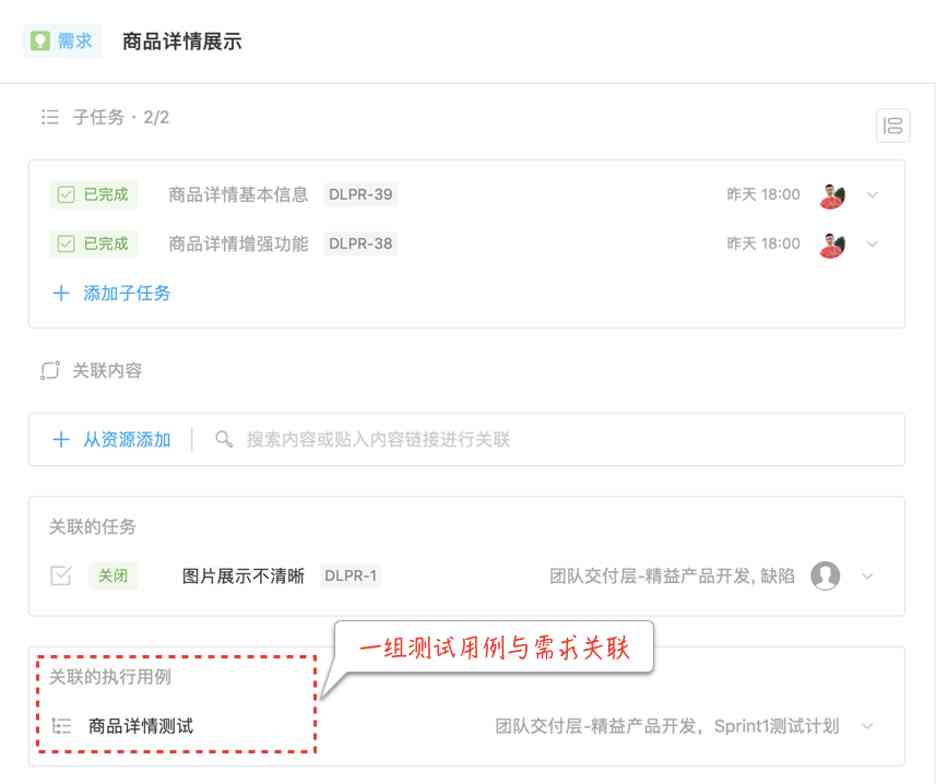 需求 商品详情展示
子任务 · 2/2
已完成 商品详情基本信息 DLPR-39 昨天 18:00
已完成 商品详情增强功能 DLPR-38 昨天 18:00
添加子任务
关联内容
从资源添加 搜索内容或贴入内容链接进行关联
关联的任务
关闭 图片展示不清晰 DLPR-1 团队交付层-精益产品开发, 缺陷
一组测试用例与需求关联
关联的执行用例
商品详情测试 团队交付层-精益产品开发，Sprint1测试计划